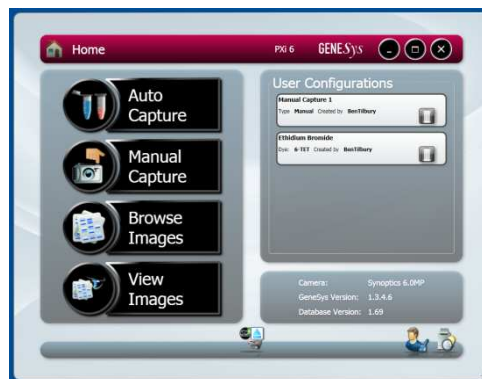 Home
PXi 6
GENESys
Auto
Capture
Manual
Capture
Browse
Images
View
Images
User Configurations
Manual Capture 1
Type Manual Created by BenTilbury
Ethidium Bromide
Dye: 6-TET Created by BenTilbury
Camera: Synoptics 6.0MP
GeneSys Version: 1.3.4.6
Database Version: 1.69